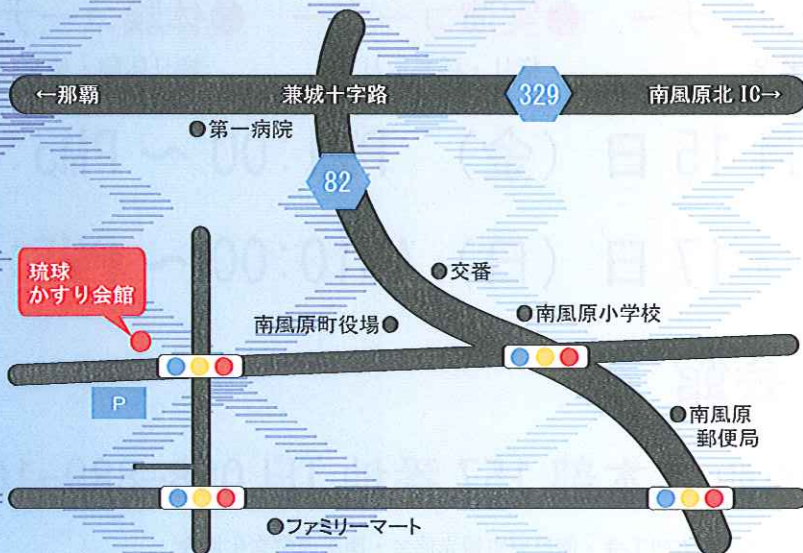 ←那覇
兼城十字路
329
南風原北 IC→
第一病院
82
琉球
かすり会館
交番
南風原町役場
南風原小学校
P
南風原
郵便局
ファミリーマート